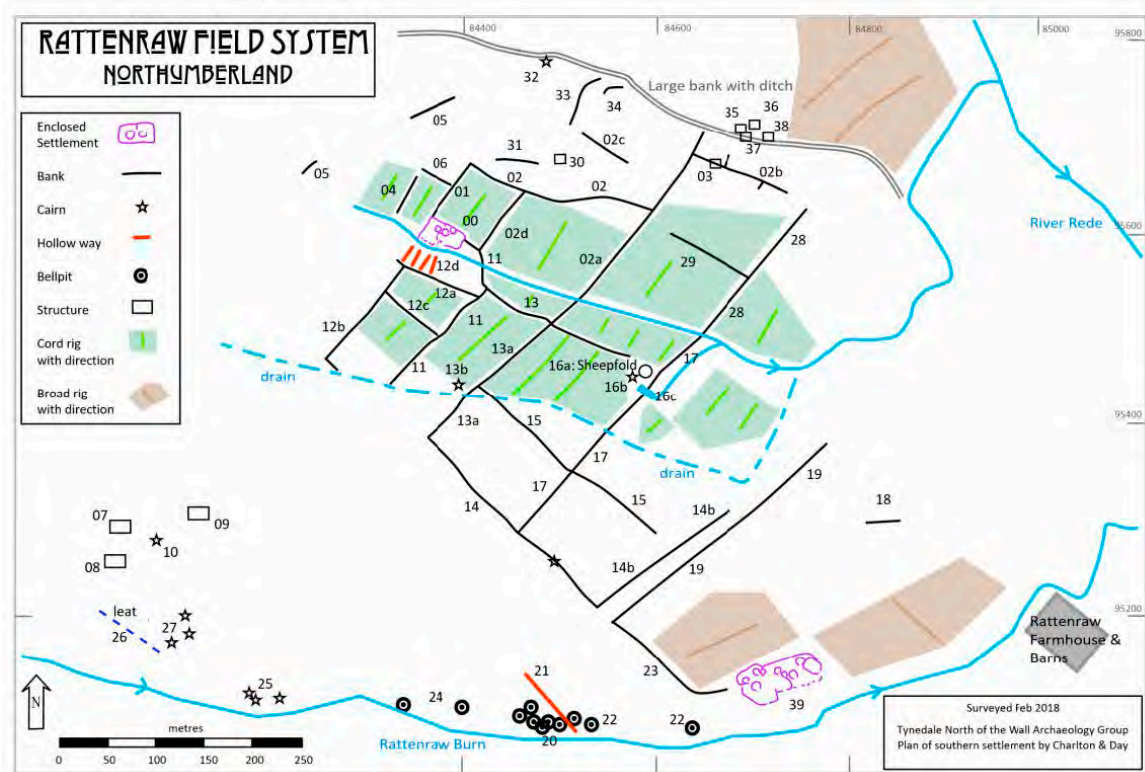 RATTENRAW FIELD SYSTEM
NORTHUMBERLAND
84400
84600
84800
85000
95800
32
Large bank with ditch
33
34
36
35
38
37
05
02c
31
30
05
06
02
02
03
02b
04
01
00
02d
02a
95600
River Rede
28
11
12d
29
12a
12c
13
28
12b
11
13a
16a: Sheepfold
17
drain
11
13b
16b
16c
95400
13a
15
17
drain
19
17
15
18
14
14b
07
09
10
08
14b
19
leat
26
27
95200
Rattenraw
Farmhouse &
Barns
23
21
25
24
22
22
20
39
Rattenraw Burn
Enclosed
Settlement
Bank
Cairn
Hollow way
Bellpit
Structure
Cord rig
with direction
Broad rig
with direction
N
metres
0 50 100 150 200 250
Surveyed Feb 2018
Tynedale North of the Wall Archaeology Group
Plan of southern settlement by Charlton & Day